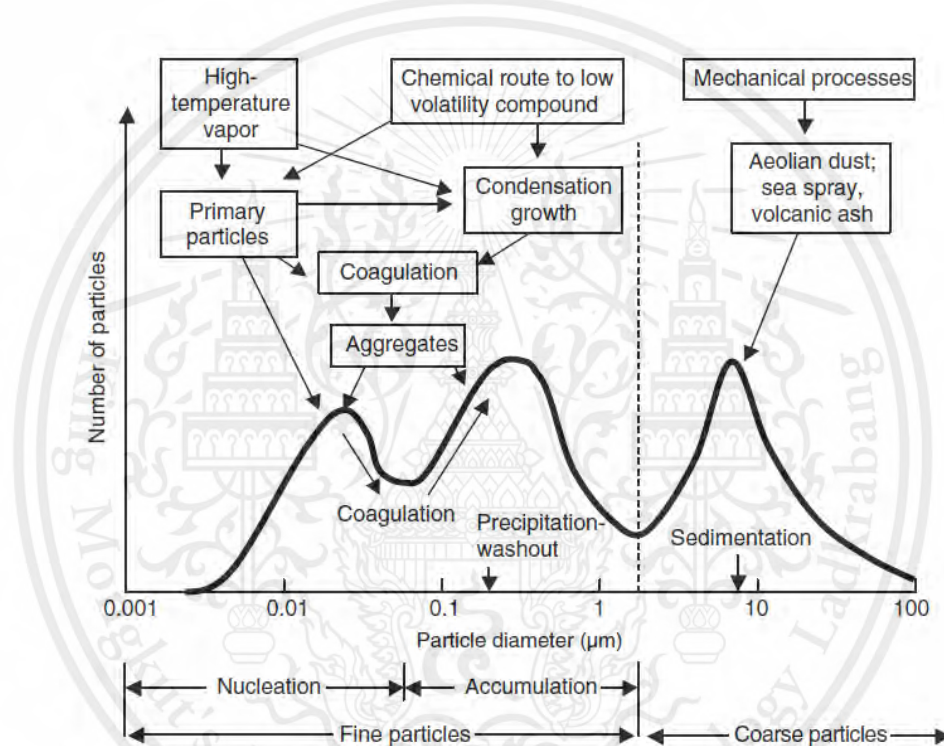 High-
temperature
vapor
Chemical route to low
volatility compound
Mechanical processes
Primary
particles
Condensation
growth
Aeolian dust;
sea spray,
volcanic ash
Coagulation
Aggregates
Number of particles
Coagulation
Precipitation-
washout
Sedimentation
0.001
0.01
0.1
1
10
100
Particle diameter (μm)
Nucleation
Accumulation
Fine particles
Coarse particles